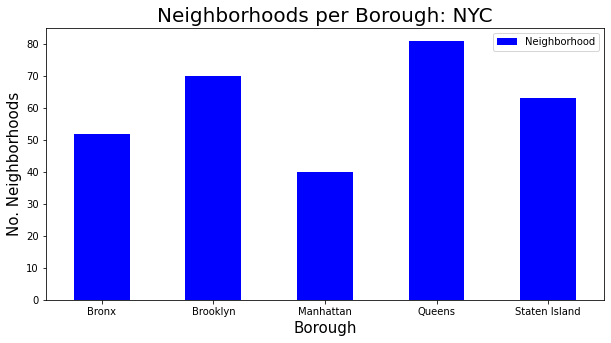 Neighborhoods per Borough: NYC
Neighborhood
No. Neighborhoods
80
70
60
50
40
30
20
10
0
Bronx Brooklyn Manhattan Queens Staten Island
Borough